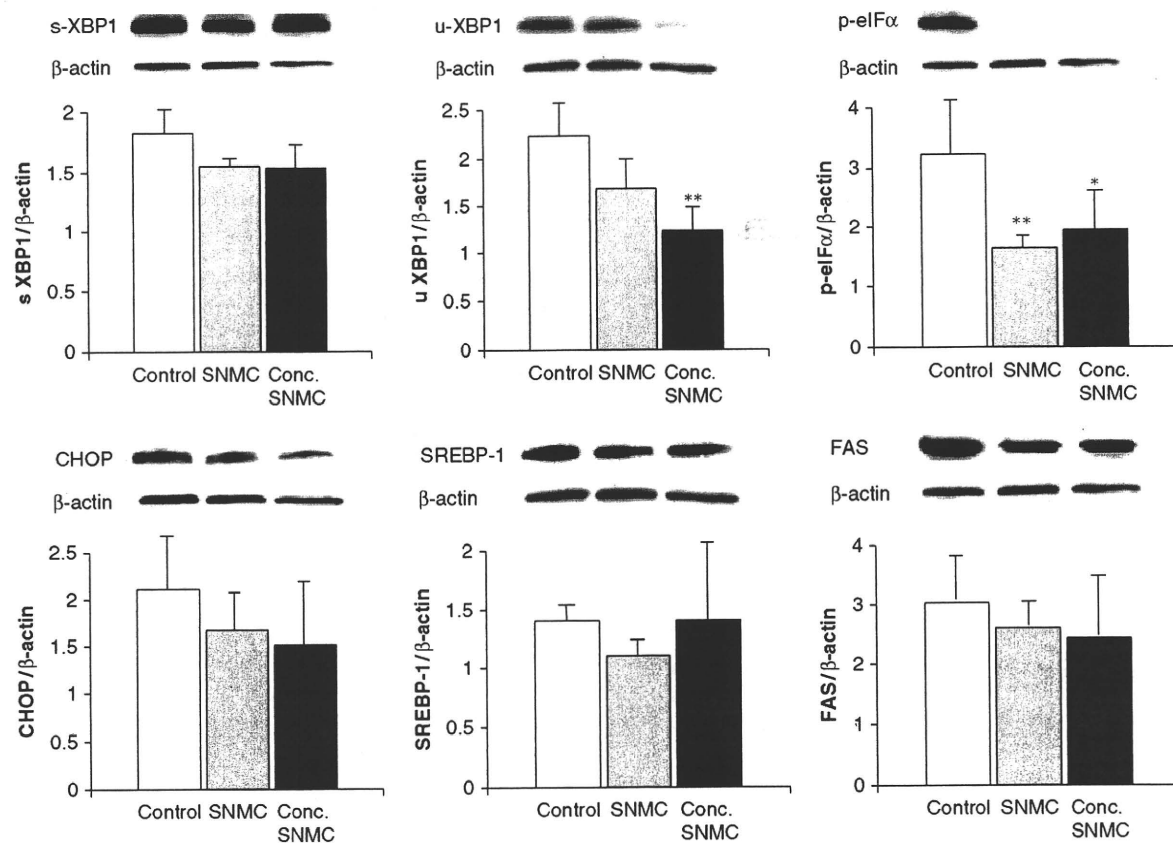 s-XBP1
β-actin
s XBP1/β-actin
2
1.5
1
0.5
0
Control SNMC Conc. SNMC
u-XBP1
β-actin
u XBP1/β-actin
2.5
2
1.5
1
0.5
0
**
Control SNMC Conc. SNMC
p-eIFα
β-actin
p-eIFα/β-actin
4
3
2
1
0
**
*
Control SNMC Conc. SNMC
CHOP
β-actin
CHOP/β-actin
2.5
2
1.5
1
0.5
0
Control SNMC Conc. SNMC
SREBP-1
β-actin
SREBP-1/β-actin
2
1.5
1
0.5
0
Control SNMC Conc. SNMC
FAS
β-actin
FAS/β-actin
4
3
2
1
0
Control SNMC Conc. SNMC